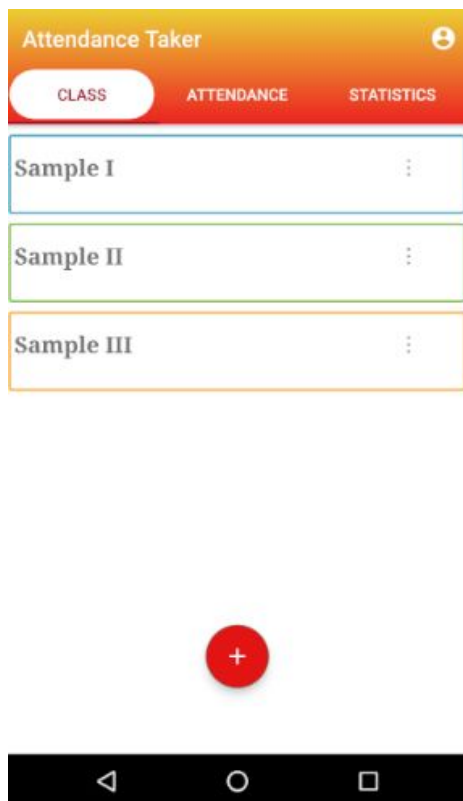 Attendance Taker
CLASS ATTENDANCE STATISTICS
Sample I
Sample II
Sample III
+